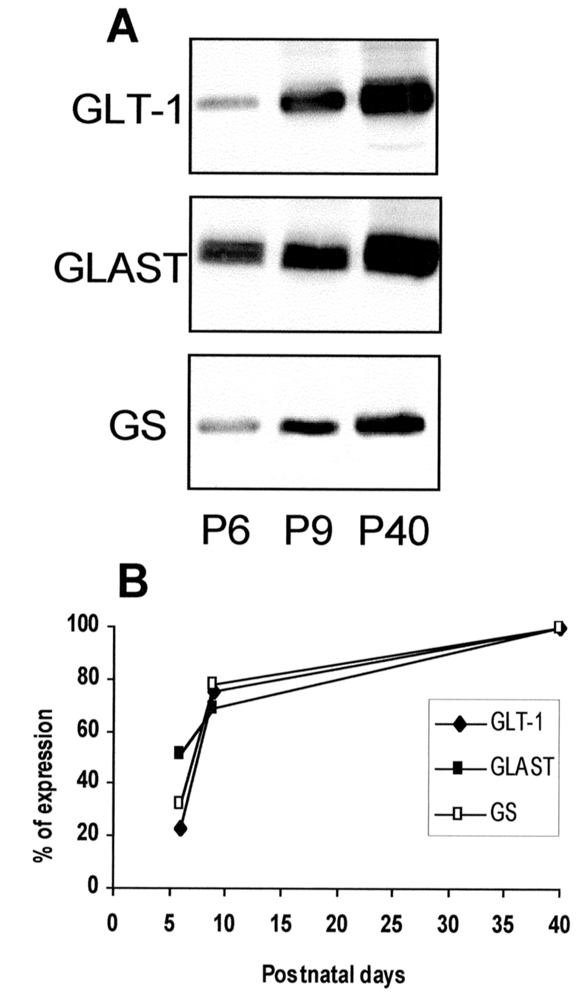 A
GLT-1
GLAST
GS
P6 P9 P40
B
100
80
60
40
20
0
% of expression
GLT-1
GLAST
GS
0 5 10 15 20 25 30 35 40
Postnatal days